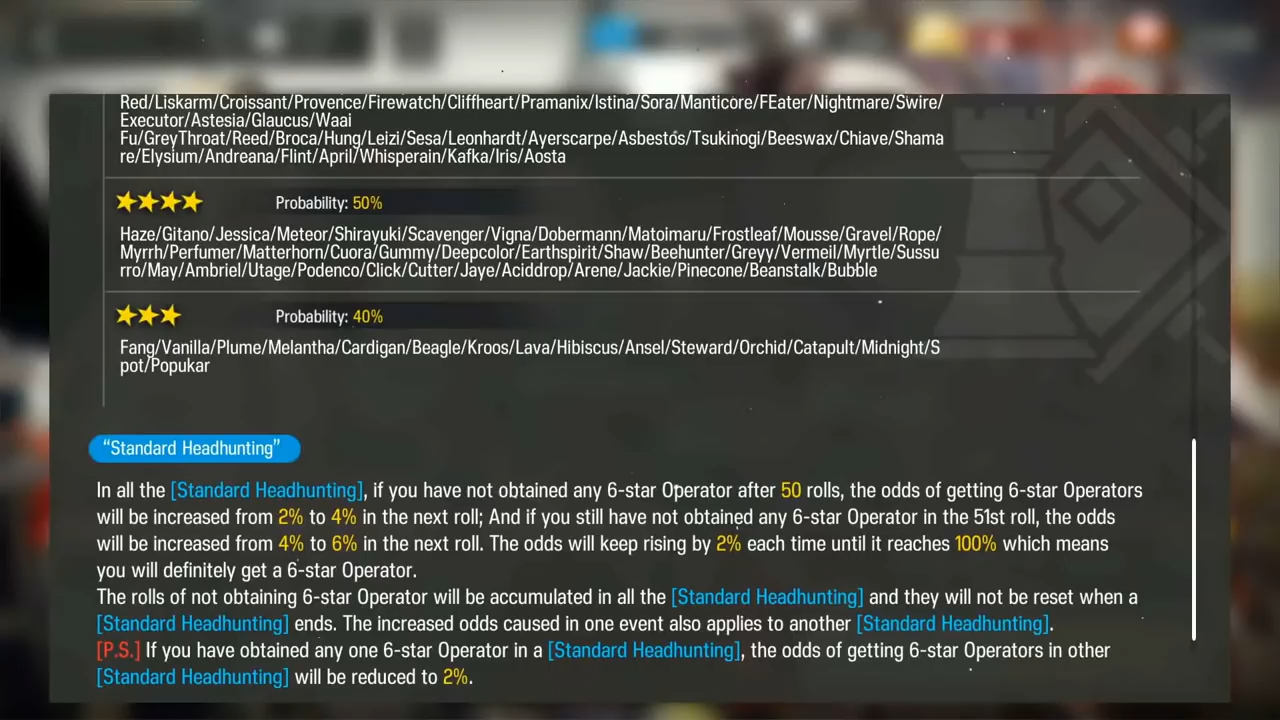 Red/Liskarm/Croissant/Provence/Firewatch/Cliffheart/Pramanix/Istina/Sora/Manticore/FEater/Nightmare/Swire/
Executor/Astesia/Glaucus/Waai
Fu/GreyThroat/Reed/Broca/Hung/Leizi/Sesa/Leonhardt/Ayerscarpe/Asbestos/Tsukinogi/Beeswax/Chiave/Shama
re/Elysium/Andreana/Flint/April/Whisperain/Kafka/Iris/Aosta
Probability: 50%
Haze/Gitano/Jessica/Meteor/Shirayuki/Scavenger/Vigna/Dobermann/Matoimaru/Frostleaf/Mousse/Gravel/Rope/
Myrrh/Perfumer/Matterhorn/Cuora/Gummy/Deepcolor/Earthspirit/Shaw/Beehunter/Greyy/Vermeil/Myrtle/Sussu
rro/May/Ambriel/Utage/Podenco/Click/Cutter/Jaye/Aciddrop/Arene/Jackie/Pinecone/Beanstalk/Bubble
Probability: 40%
Fang/Vanilla/Plume/Melantha/Cardigan/Beagle/Kroos/Lava/Hibiscus/Ansel/Steward/Orchid/Catapult/Midnight/S
pot/Popukar
“Standard Headhunting”
In all the [Standard Headhunting], if you have not obtained any 6-star Operator after 50 rolls, the odds of getting 6-star Operators
will be increased from 2% to 4% in the next roll; And if you still have not obtained any 6-star Operator in the 51st roll, the odds
will be increased from 4% to 6% in the next roll. The odds will keep rising by 2% each time until it reaches 100% which means
you will definitely get a 6-star Operator.
The rolls of not obtaining 6-star Operator will be accumulated in all the [Standard Headhunting] and they will not be reset when a
[Standard Headhunting] ends. The increased odds caused in one event also applies to another [Standard Headhunting].
[P.S.] If you have obtained any one 6-star Operator in a [Standard Headhunting], the odds of getting 6-star Operators in other
[Standard Headhunting] will be reduced to 2%.